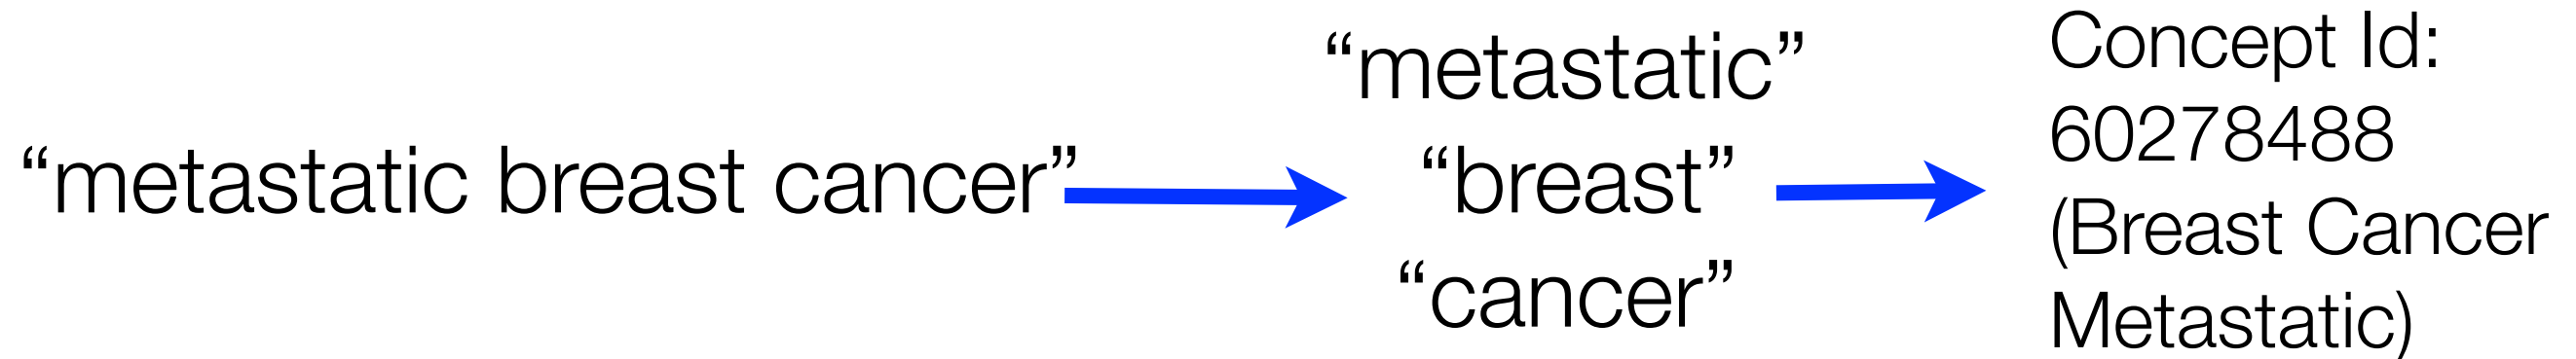 “metastatic breast cancer”
“metastatic”
“breast”
“cancer”
Concept Id:
60278488
(Breast Cancer
Metastatic)